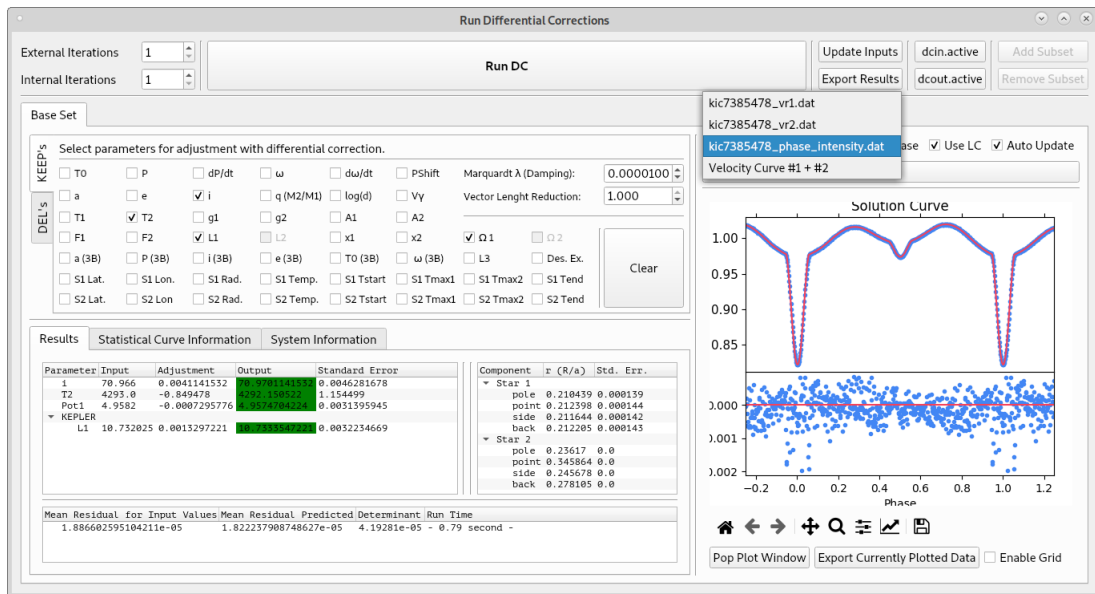 Run Differential Corrections
External Iterations 1
Internal Iterations 1
Run DC
Update Inputs dcin.active Add Subset
Export Results dcout.active Remove Subset
Base Set
KEEP's
DEL's
Select parameters for adjustment with differential correction.
T0 P dP/dt ω dω/dt PShift Marquardt λ (Damping): 0.0000100
a e i q (M2/M1) log(d) Vγ Vector Lenght Reduction: 1.000
T1 T2 g1 g2 A1 A2
F1 F2 L1 L2 x1 x2 Ω 1 Ω 2
a (3B) P (3B) i (3B) e (3B) T0 (3B) ω (3B) L3 Des. Ex.
S1 Lat. S1 Lon. S1 Rad. S1 Temp. S1 Tstart S1 Tmax1 S1 Tmax2 S1 Tend
S2 Lat. S2 Lon S2 Rad. S2 Temp. S2 Tstart S2 Tmax1 S2 Tmax2 S2 Tend
Clear
kic7385478_vr1.dat
kic7385478_vr2.dat
kic7385478_phase_intensity.dat
Velocity Curve #1 + #2
ase Use LC Auto Update
Results Statistical Curve Information System Information
Parameter Input Adjustment Output Standard Error
i 70.966 0.0041141532 70.9701141532 0.0046281678
T2 4293.0 -0.849478 4292.150522 1.154499
Pot1 4.9582 -0.0007295776 4.9574704224 0.0031395945
KEPLER
L1 10.732025 0.0013297221 10.7333547221 0.0032234669
Component r (R/a) Std. Err.
Star 1
pole 0.210439 0.000139
point 0.212398 0.000144
side 0.211644 0.000142
back 0.212205 0.000143
Star 2
pole 0.23617 0.0
point 0.345864 0.0
side 0.245678 0.0
back 0.278105 0.0
Mean Residual for Input Values Mean Residual Predicted Determinant Run Time
1.886602595104211e-05 1.822237908748627e-05 4.19281e-05 - 0.79 second -
Solution Curve
1.00
0.95
0.90
0.85
0.000
0.001
0.002
−0.2 0.0 0.2 0.4 0.6 0.8 1.0 1.2
Phase
Pop Plot Window Export Currently Plotted Data Enable Grid